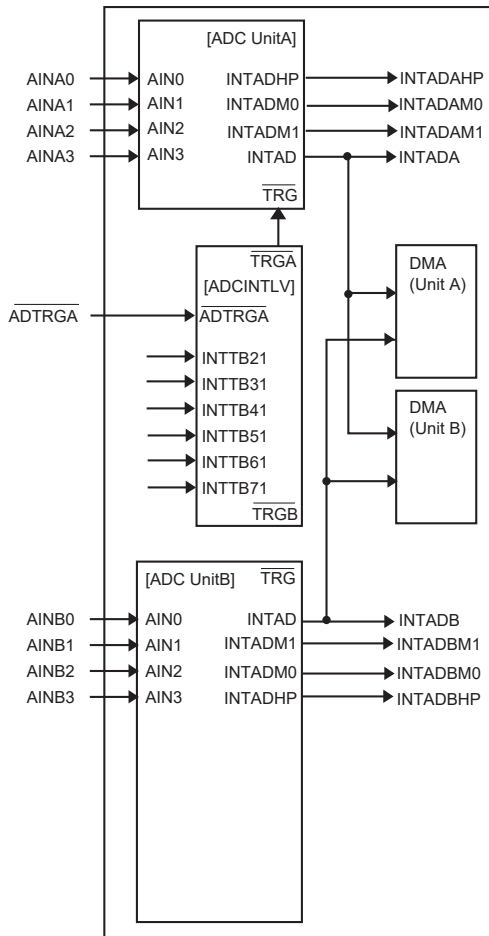 [ADC UnitA]
AINA0 AIN0 INTADHP INTADAHP
AINA1 AIN1 INTADM0 INTADAM0
AINA2 AIN2 INTADM1 INTADAM1
AINA3 AIN3 INTAD INTADA
TRG
TRGA
[ADCINTLV]
ADTRGA ADTRGA
INTTB21
INTTB31
INTTB41
INTTB51
INTTB61
INTTB71
TRGB
DMA
(Unit A)
DMA
(Unit B)
[ADC UnitB] TRG
AINB0 AIN0 INTAD INTADB
AINB1 AIN1 INTADM1 INTADBM1
AINB2 AIN2 INTADM0 INTADBM0
AINB3 AIN3 INTADHP INTADBHP